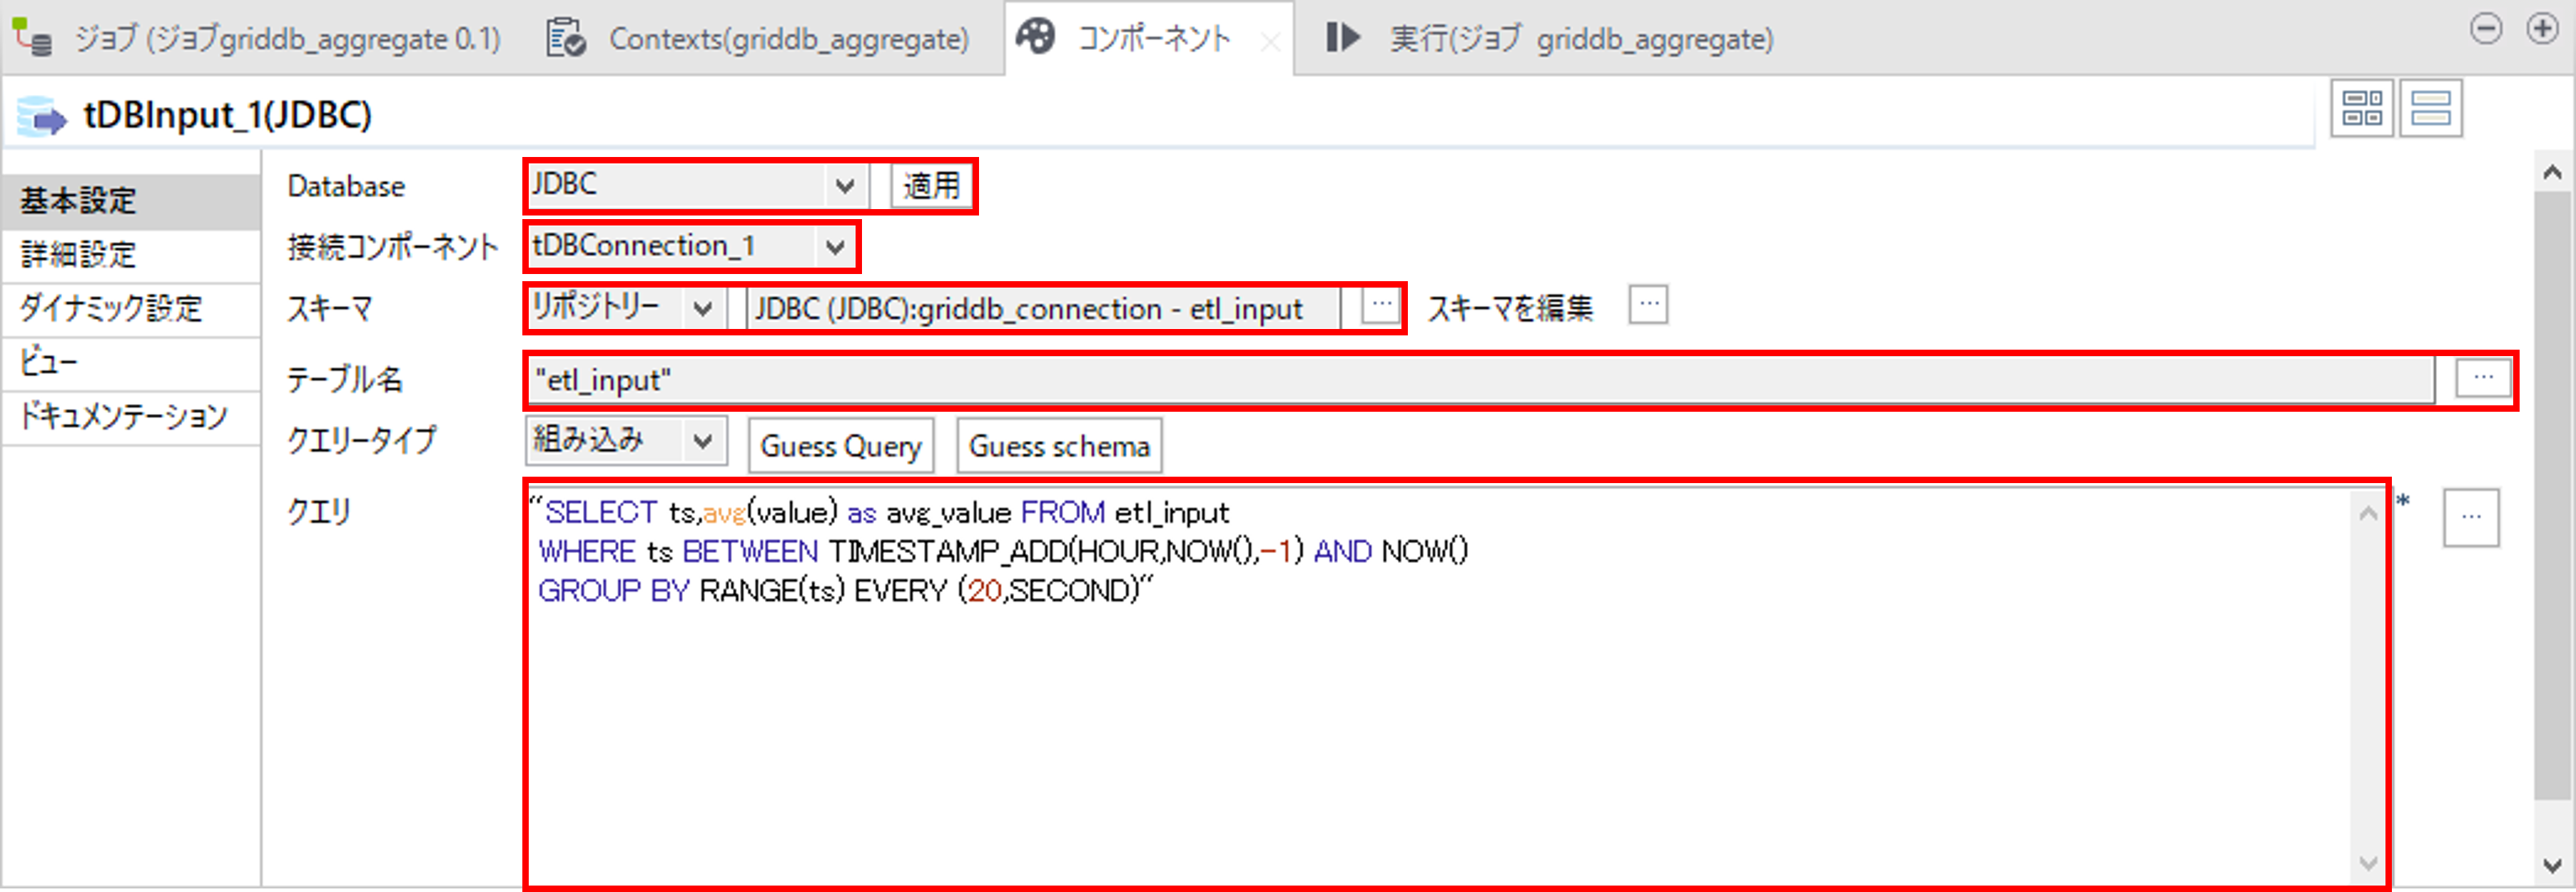 ジョブ (ジョブgriddb_aggregate 0.1) Contexts(griddb_aggregate) コンポーネント 実行(ジョブ griddb_aggregate)
tDBInput_1(JDBC)
基本設定
詳細設定
ダイナミック設定
ビュー
ドキュメンテーション
Database JDBC 適用
接続コンポーネント tDBConnection_1
スキーマ リポジトリー JDBC (JDBC):griddb_connection - etl_input ... スキーマを編集 ...
テーブル名 "etl_input" ...
クエリータイプ 組み込み Guess Query Guess schema
クエリ “SELECT ts,avg(value) as avg_value FROM etl_input * ...
WHERE ts BETWEEN TIMESTAMP_ADD(HOUR,NOW(),-1) AND NOW()
GROUP BY RANGE(ts) EVERY (20,SECOND)“